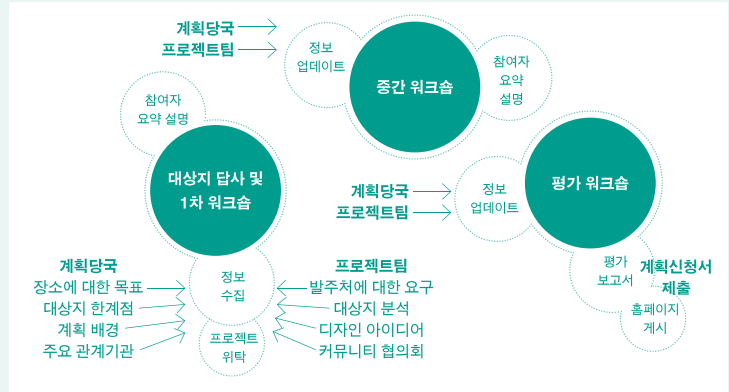 계획당국
프로젝트팀
정보
업데이트
중간 워크숍
참여자
요약
설명
참여자
요약 설명
대상지 답사 및
1차 워크숍
계획당국
프로젝트팀
정보
업데이트
평가 워크숍
평가
보고서
계획신청서
제출
홈페이지
게시
계획당국
장소에 대한 목표
대상지 한계점
계획 배경
주요 관계기관
정보
수집
프로젝트
위탁
프로젝트팀
발주처에 대한 요구
대상지 분석
디자인 아이디어
커뮤니티 협의회